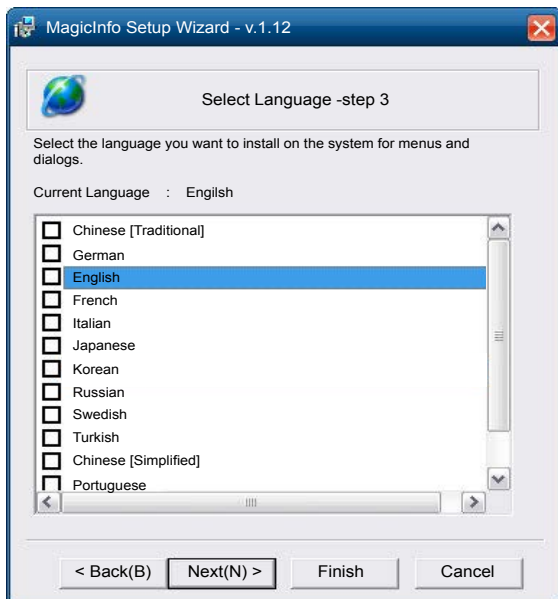 MagicInfo Setup Wizard - v.1.12
Select Language -step 3
Select the language you want to install on the system for menus and
dialogs.
Current Language : Engilsh
Chinese [Traditional]
German
English
French
Italian
Japanese
Korean
Russian
Swedish
Turkish
Chinese [Simplified]
Portuguese
< Back(B) Next(N) > Finish Cancel